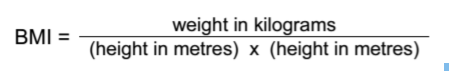 weight in kilograms
BMI =
(height in metres) x (height in metres)